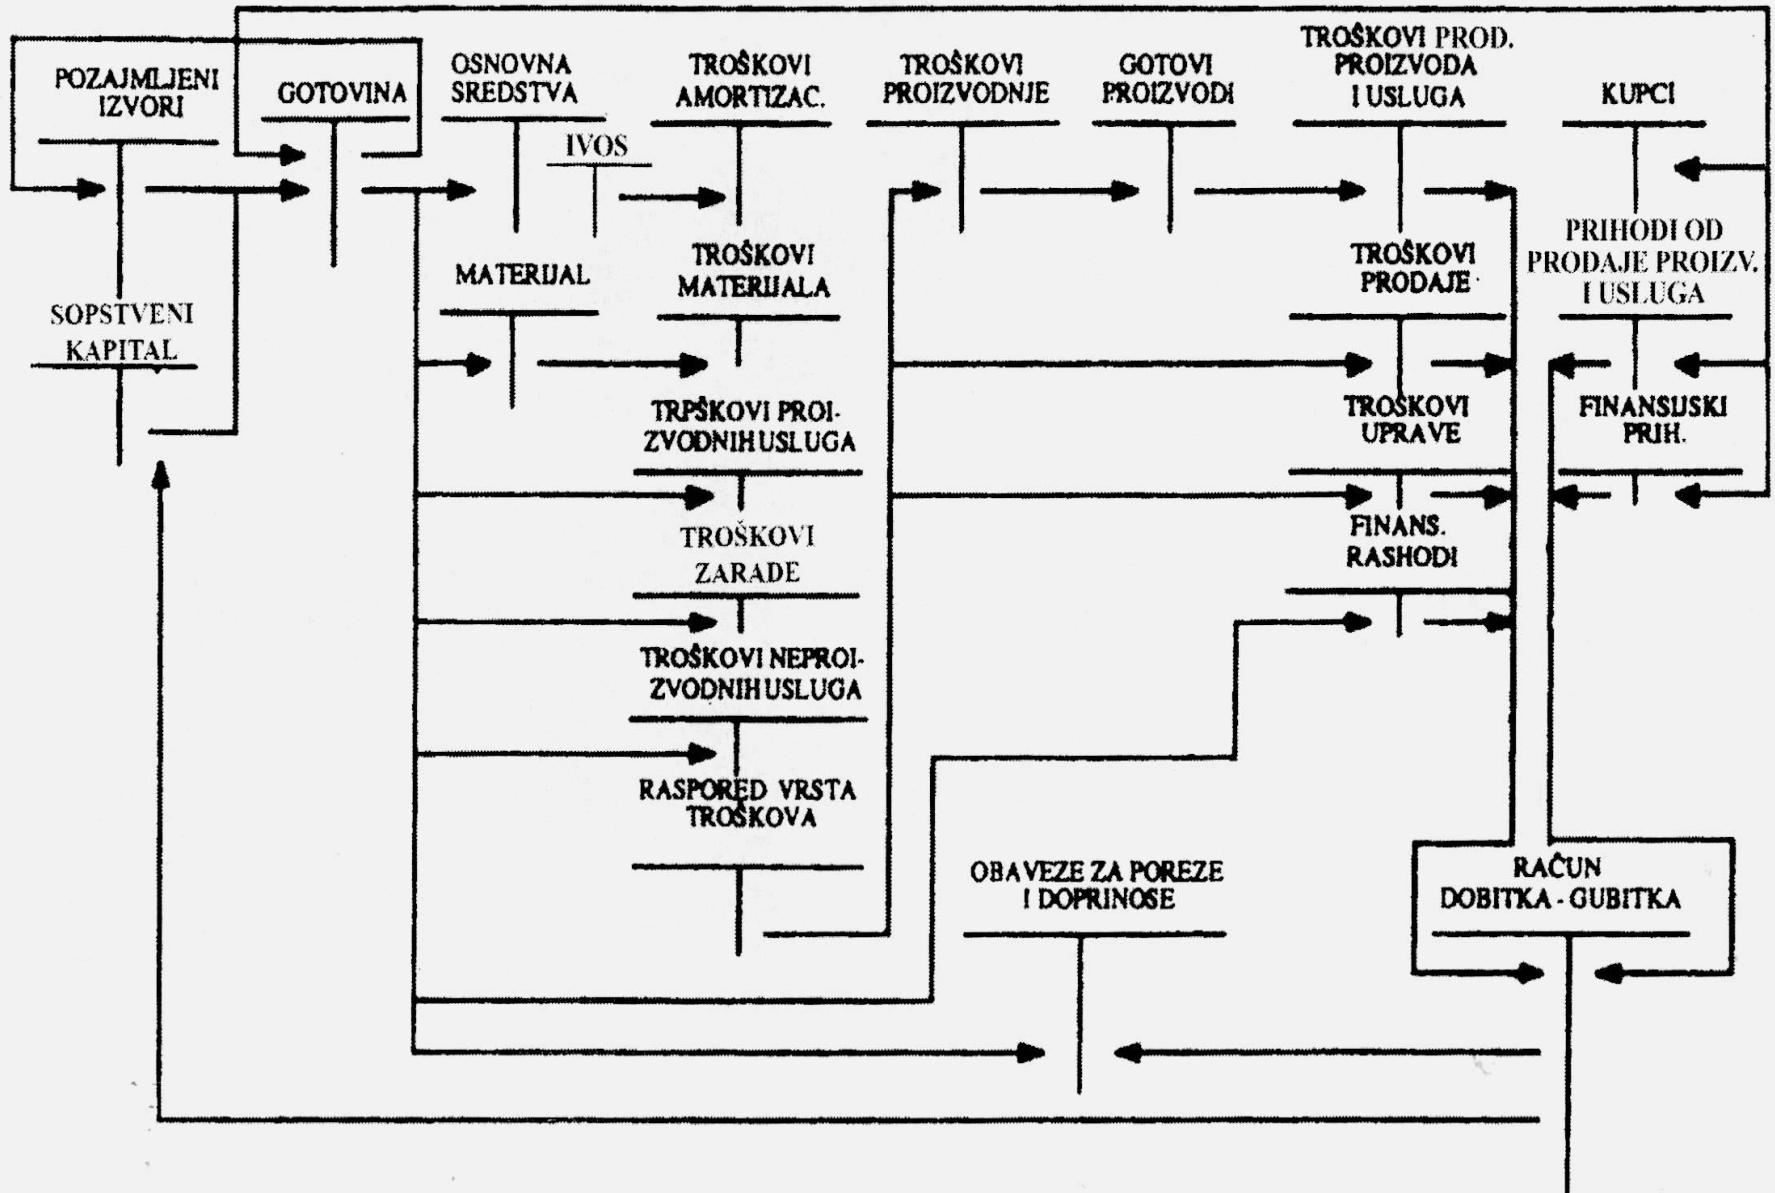 POZAJMLJENI
IZVORI
GOTOVINA
OSNOVNA
SREDSTVA
IVOS
TROŠKOVI
AMORTIZAC.
TROŠKOVI
PROIZVODNJE
GOTOVI
PROIZVODI
TROŠKOVI PROD.
PROIZVODA
I USLUGA
KUPCI
SOPSTVENI
KAPITAL
MATERIJAL
TROŠKOVI
MATERIJALA
TROŠKOVI
PRODAJE
PRIHODI OD
PRODAJE PROIZV.
I USLUGA
TRPŠKOVI PROI-
ZVODNIH USLUGA
TROŠKOVI
UPRAVE
FINANSIJSKI
PRIH.
TROŠKOVI
ZARADE
FINANS.
RASHODI
TROŠKOVI NEPROI-
ZVODNIH USLUGA
RASPORED VRSTA
TROŠKOVA
OBAVEZE ZA POREZE
I DOPRINOSE
RAČUN
DOBITKA - GUBITKA